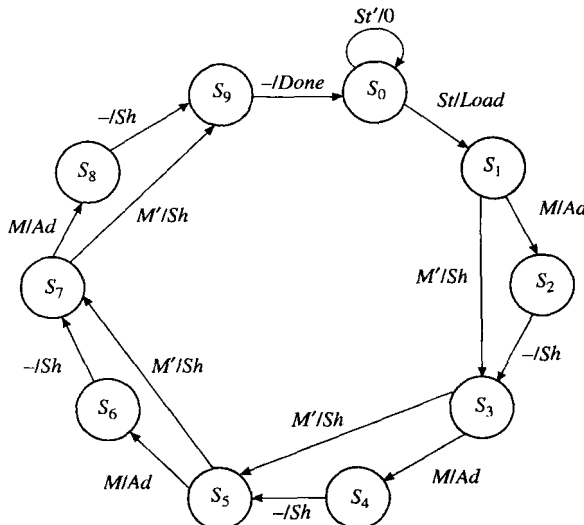 St′/0
S₀
S₉
–/Done
St/Load
–/Sh
S₁
S₈
M/Ad
M′/Sh
M/Ad
S₇
M′/Sh
S₂
–/Sh
–/Sh
M′/Sh
S₆
M′/Sh
S₃
M/Ad
M/Ad
S₅
–/Sh
S₄